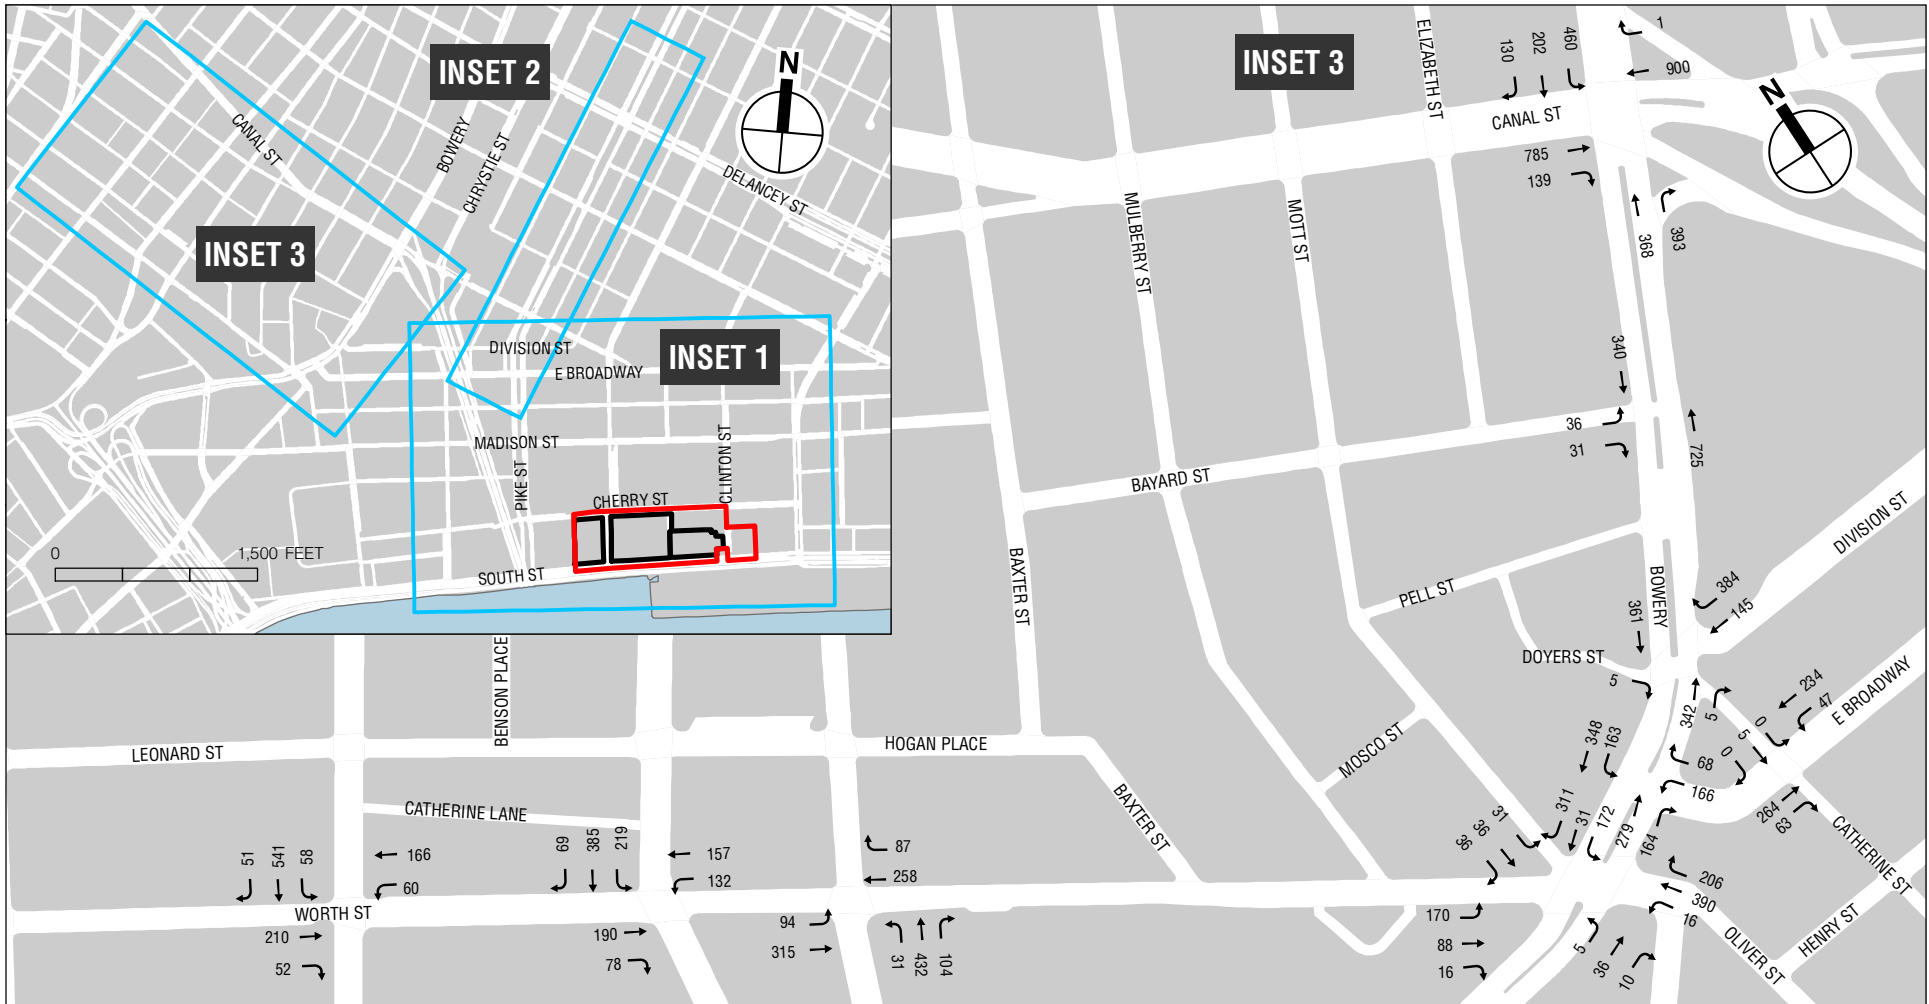 INSET 2
N
CANAL ST
BOWERY
CHRYSTIE ST
DELANCEY ST
INSET 3
DIVISION ST
INSET 1
E BROADWAY
MADISON ST
CLINTON ST
PIKE ST
CHERRY ST
0 1,500 FEET
SOUTH ST
INSET 3
ELIZABETH ST
130
202
460
1
900
N
CANAL ST
785
139
MULBERRY ST
MOTT ST
368
393
340
36
31
725
BAYARD ST
DIVISION ST
BAXTER ST
PELL ST
BOWERY
384
145
361
DOYERS ST
5
234
47
E BROADWAY
342
5
0
5
0
348
163
68
166
264
63
BENSON PLACE
LEONARD ST
HOGAN PLACE
MOSCO ST
BAXTER ST
CATHERINE LANE
CATHERINE ST
51
541
58
166
60
69
385
219
157
132
87
258
36
36
31
311
31
172
279
164
206
390
16
WORTH ST
210
52
190
78
94
315
31
432
104
170
88
16
5
36
10
OLIVER ST
HENRY ST